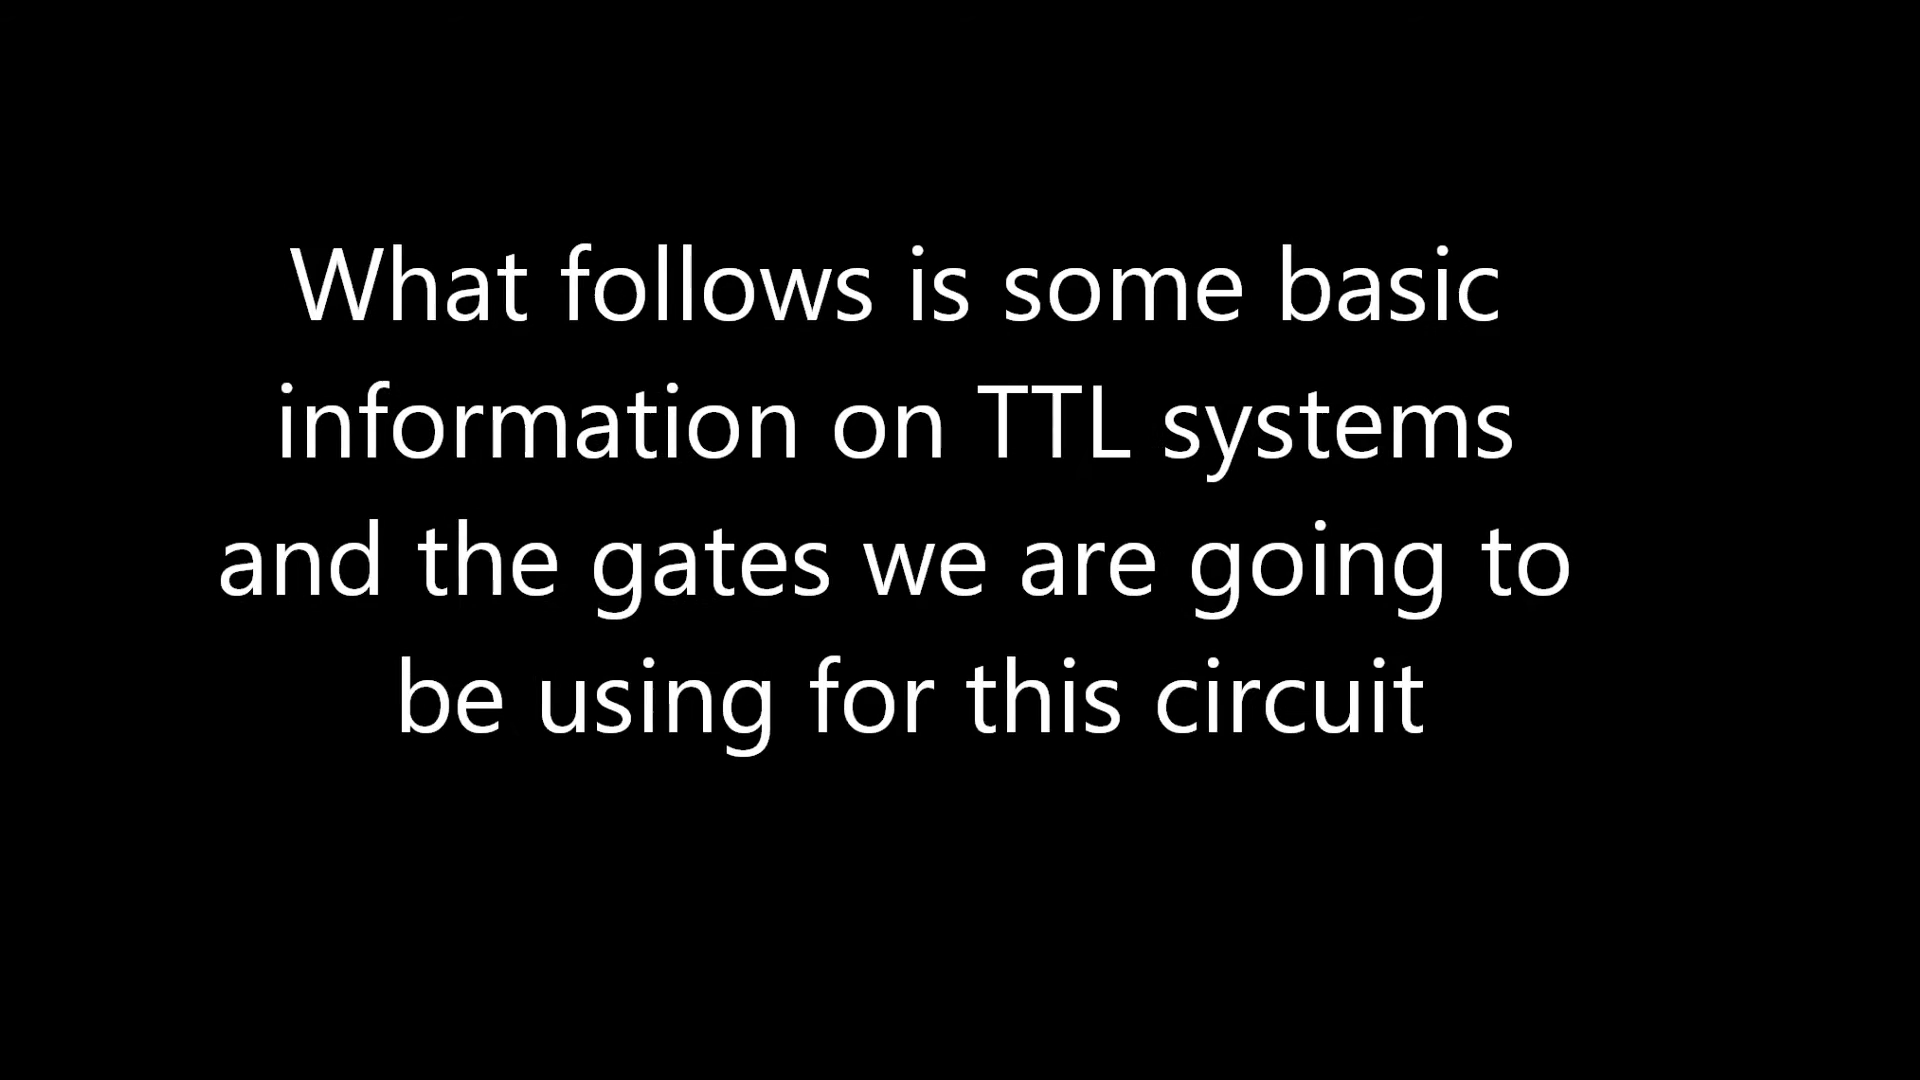 What follows is some basic
information on TTL systems
and the gates we are going to
be using for this circuit